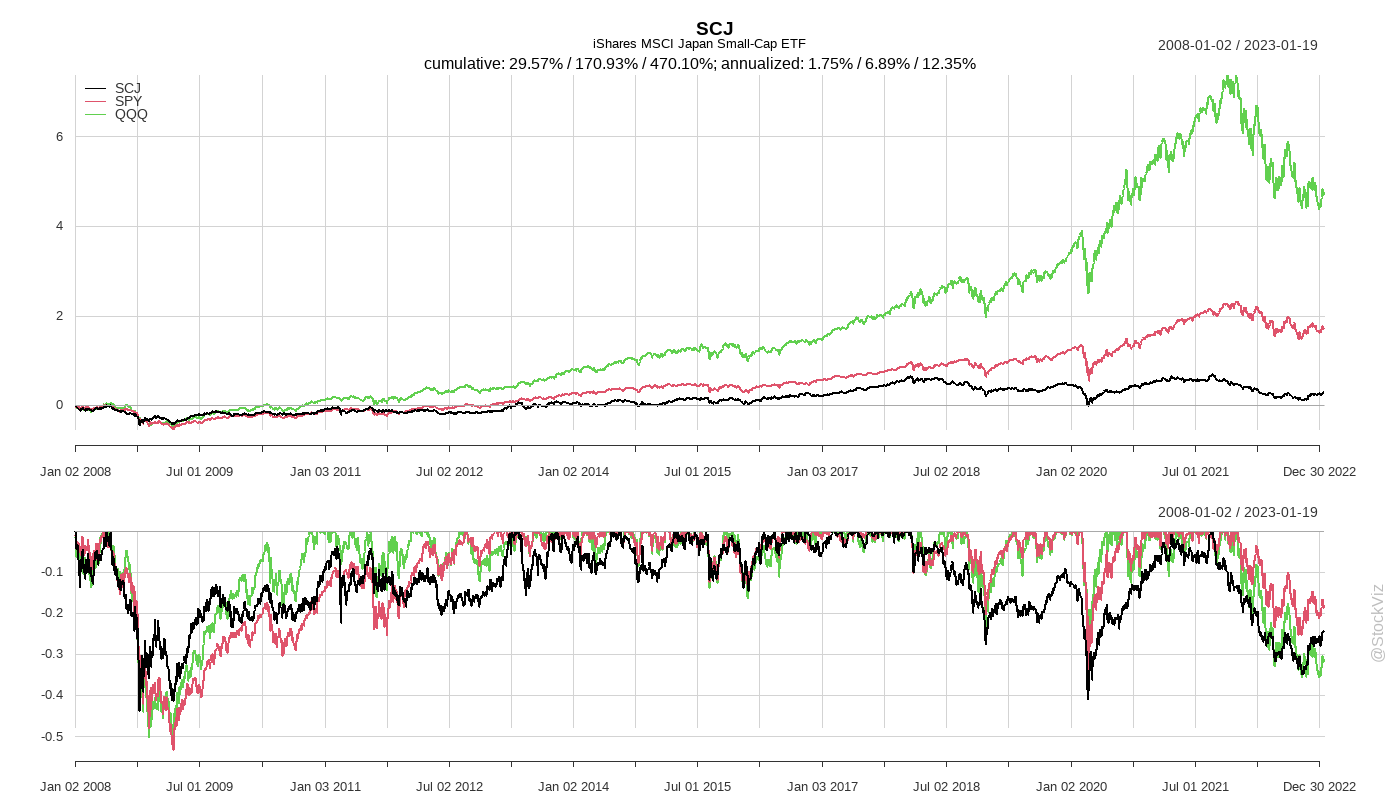 SCJ
iShares MSCI Japan Small-Cap ETF
2008-01-02 / 2023-01-19
cumulative: 29.57% / 170.93% / 470.10%; annualized: 1.75% / 6.89% / 12.35%
SCJ
SPY
QQQ
6
4
2
0
Jan 02 2008 Jul 01 2009 Jan 03 2011 Jul 02 2012 Jan 02 2014 Jul 01 2015 Jan 03 2017 Jul 02 2018 Jan 02 2020 Jul 01 2021 Dec 30 2022
2008-01-02 / 2023-01-19
-0.1
-0.2
-0.3
-0.4
-0.5
Jan 02 2008 Jul 01 2009 Jan 03 2011 Jul 02 2012 Jan 02 2014 Jul 01 2015 Jan 03 2017 Jul 02 2018 Jan 02 2020 Jul 01 2021 Dec 30 2022
@StockViz